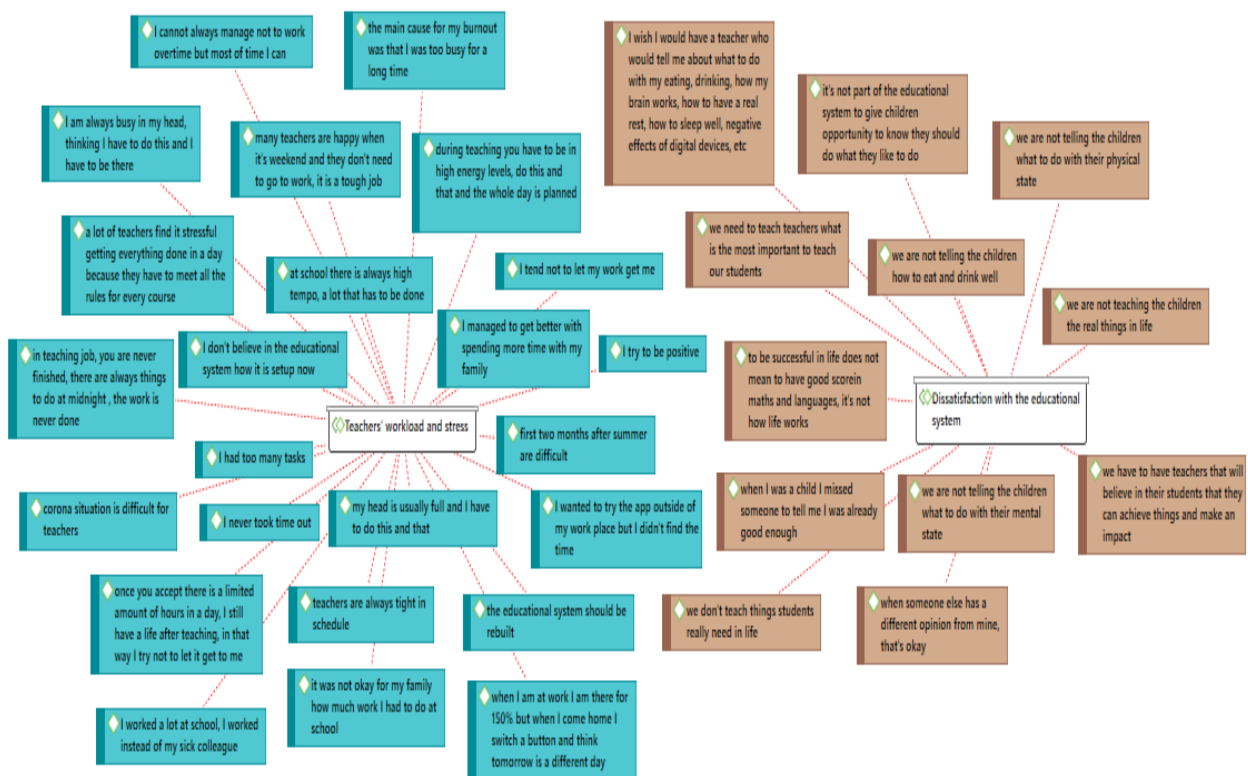 I cannot always manage not to work
overtime but most of time I can
the main cause for my burnout
was that I was too busy for a
long time
I am always busy in my head,
thinking I have to do this and I
have to be there
many teachers are happy when
it's weekend and they don't need
to go to work, it is a tough job
during teaching you have to be in
high energy levels, do this and
that and the whole day is planned
a lot of teachers find it stressful
getting everything done in a day
because they have to meet all the
rules for every course
at school there is always high
tempo, a lot that has to be done
I tend not to let my work get me
in teaching job, you are never
finished, there are always things
to do at midnight , the work is
never done
I don't believe in the educational
system how it is setup now
I managed to get better with
spending more time with my
family
I try to be positive
Teachers' workload and stress
first two months after summer
are difficult
I had too many tasks
corona situation is difficult for
teachers
I never took time out
my head is usually full and I have
to do this and that
I wanted to try the app outside of
my work place but I didn't find the
time
once you accept there is a limited
amount of hours in a day, I still
have a life after teaching, in that
way I try not to let it get to me
teachers are always tight in
schedule
the educational system should be
rebuilt
it was not okay for my family
how much work I had to do at
school
I worked a lot at school, I worked
instead of my sick colleague
when I am at work I am there for
150% but when I come home I
switch a button and think
tomorrow is a different day
I wish I would have a teacher who
would tell me about what to do
with my eating, drinking, how my
brain works, how to have a real
rest, how to sleep well, negative
effects of digital devices, etc
it's not part of the educational
system to give children
opportunity to know they should
do what they like to do
we are not telling the children
what to do with their physical
state
we need to teach teachers what
is the most important to teach
our students
we are not telling the children
how to eat and drink well
we are not teaching the children
the real things in life
to be successful in life does not
mean to have good scorein
maths and languages, it's not
how life works
Dissatisfaction with the educational
system
when I was a child I missed
someone to tell me I was already
good enough
we are not telling the children
what to do with their mental
state
we have to have teachers that will
believe in their students that they
can achieve things and make an
impact
we don't teach things students
really need in life
when someone else has a
different opinion from mine,
that's okay